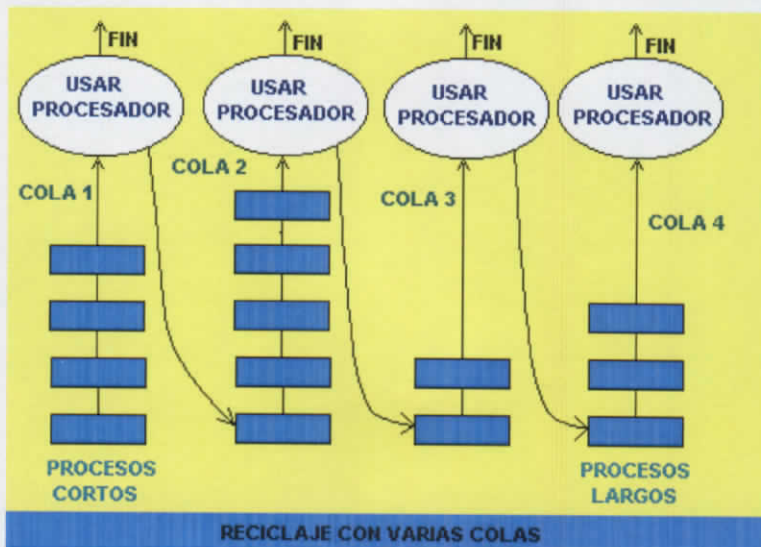 FIN
FIN
FIN
FIN
USAR
PROCESADOR
USAR
PROCESADOR
USAR
PROCESADOR
USAR
PROCESADOR
COLA 1
COLA 2
COLA 3
COLA 4
PROCESOS
CORTOS
PROCESOS
LARGOS
RECICLAJE CON VARIAS COLAS